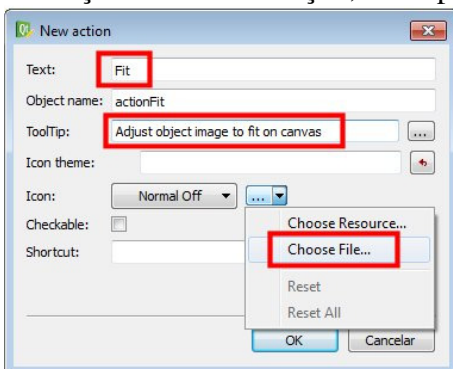 New action
Text: Fit
Object name: actionFit
ToolTip: Adjust object image to fit on canvas ...
Icon theme:
Icon: Normal Off ...
Checkable:
Choose Resource...
Shortcut:
Choose File...
Reset
Reset All
OK Cancelar